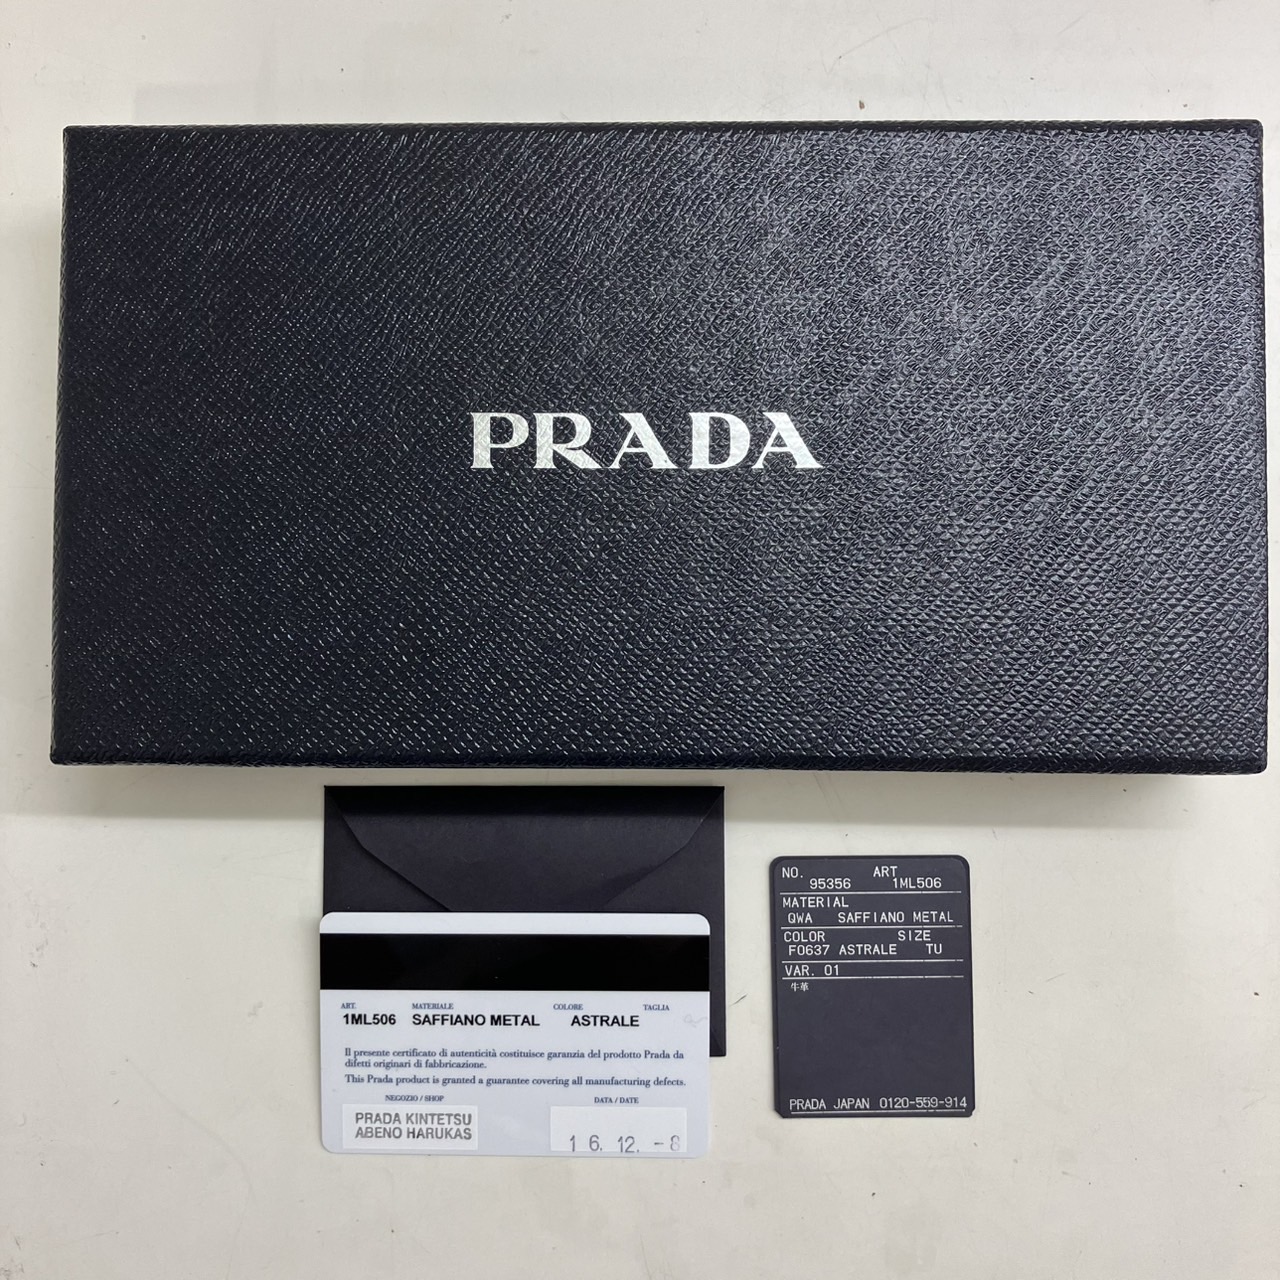 PRADA
ART. MATERIALE COLORE TAGLIA
1ML506 SAFFIANO METAL ASTRALE
Il presente certificato di autenticità costituisce garanzia del prodotto Prada da
difetti originari di fabbricazione.
This Prada product is granted a guarantee covering all manufacturing defects.
NEGOZIO / SHOP DATA / DATE
PRADA KINTETSU
ABENO HARUKAS
16.12.-8
NO. ART
95356 1ML506
MATERIAL
QWA SAFFIANO METAL
COLOR SIZE
F0637 ASTRALE TU
VAR. 01
牛革
PRADA JAPAN 0120-559-914